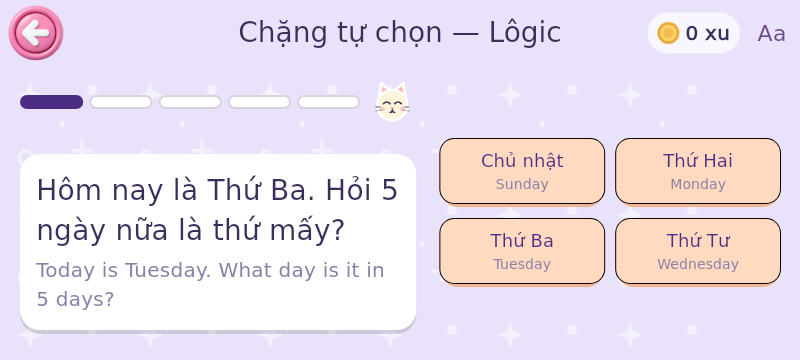 Chặng tự chọn — Lôgic
0 xu
Aa
Hôm nay là Thứ Ba. Hỏi 5
ngày nữa là thứ mấy?
Today is Tuesday. What day is it in
5 days?
Chủ nhật
Sunday
Thứ Hai
Monday
Thứ Ba
Tuesday
Thứ Tư
Wednesday